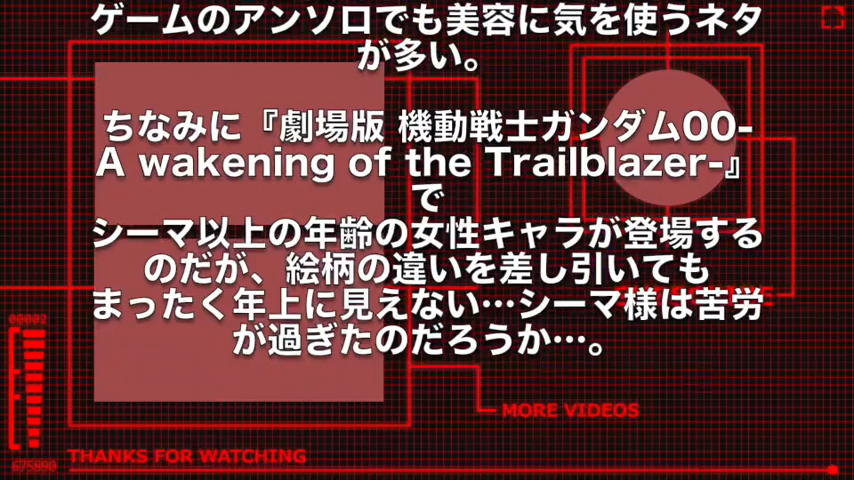 ゲームのアンソロでも美容に気を使うネタ
が多い。
ちなみに『劇場版 機動戦士ガンダム00-
A wakening of the Trailblazer-』
で
シーマ以上の年齢の女性キャラが登場する
のだが、絵柄の違いを差し引いても
まったく年上に見えない…シーマ様は苦労
が過ぎたのだろうか…。
00002
MORE VIDEOS
THANKS FOR WATCHING
675890